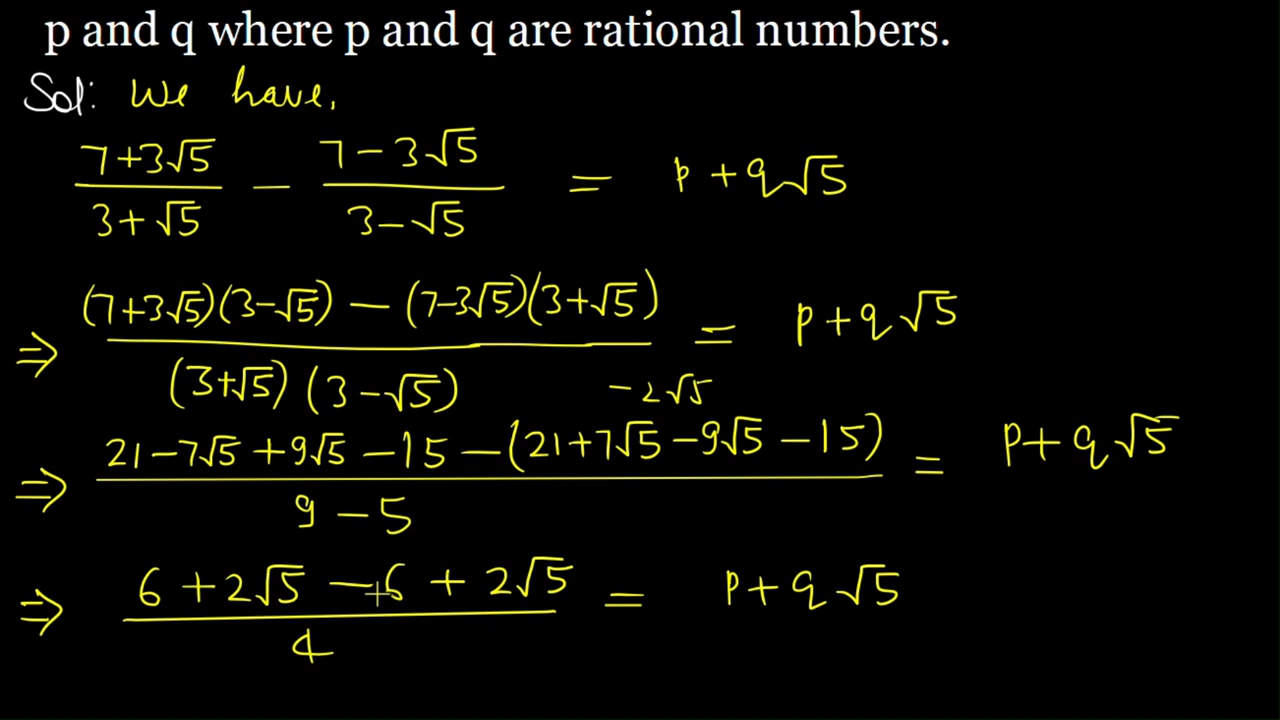 p and q where p and q are rational numbers.
Sol: We have,
7+3√5 / 3+√5 − 7−3√5 / 3−√5 = p+q√5
⇒ (7+3√5)(3−√5) − (7−3√5)(3+√5) / (3+√5)(3−√5) = p+q√5
−2√5
⇒ 21−7√5+9√5−15−(21+7√5−9√5−15) / 9−5 = p+q√5
⇒ 6+2√5−6+2√5 / 4 = p+q√5